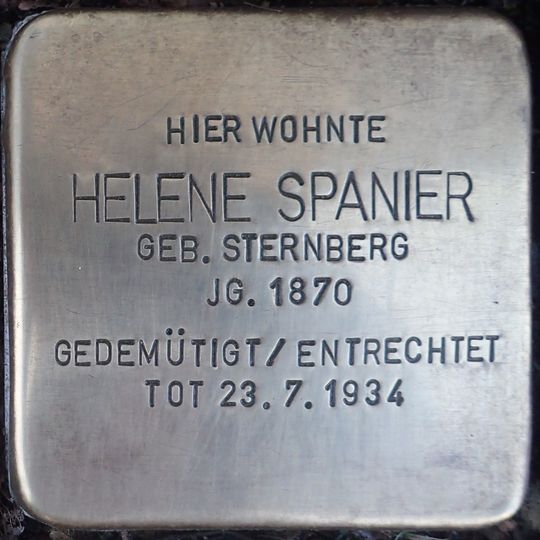 HIER WOHNTE
HELENE SPANIER
GEB. STERNBERG
JG. 1870
GEDEMÜTIGT/ENTRECHTET
TOT 23.7.1934